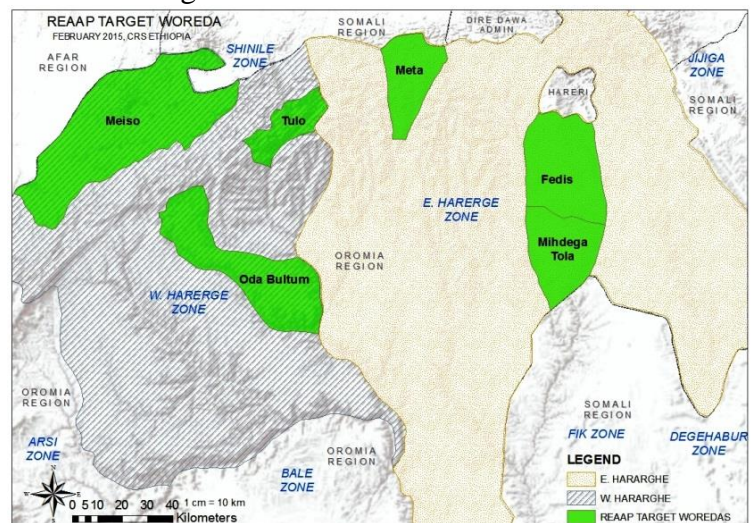 REAAP TARGET WOREDA
FEBRUARY 2015, CRS ETHIOPIA
AFAR
REGION
SHINILE
ZONE
SOMALI
REGION
DIRE DAWA
ADMIN
JIJIGA
ZONE
SOMALI
REGION
Meta
HARERI
Meiso
Tulo
Fedis
E. HARERGE
ZONE
Mihdega
Tola
OROMIA
REGION
Oda Bultum
W. HARERGE
ZONE
OROMIA
REGION
ARSI
ZONE
BALE
ZONE
OROMIA
REGION
SOMALI
REGION
FIK ZONE
DEGEHABUR
ZONE
LEGEND
E. HARARGHE
W. HARARGHE
REAAP TARGET WOREDAS
N
W
E
S
0 5 10 20 30 40
Kilometers
1 cm = 10 km